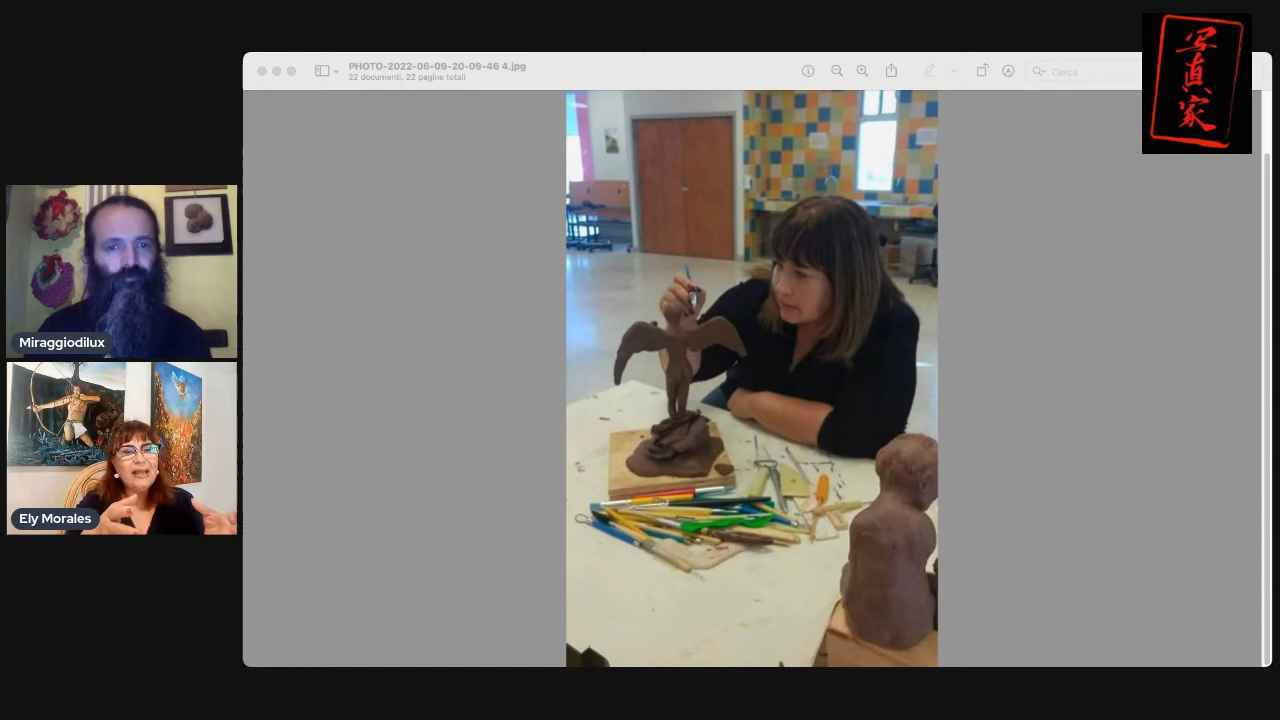 PHOTO-2022-06-09-20-09-46 4.jpg
22 documenti, 22 pagine totali
Cerca
写
真
家
Miraggiodilux
Ely Morales